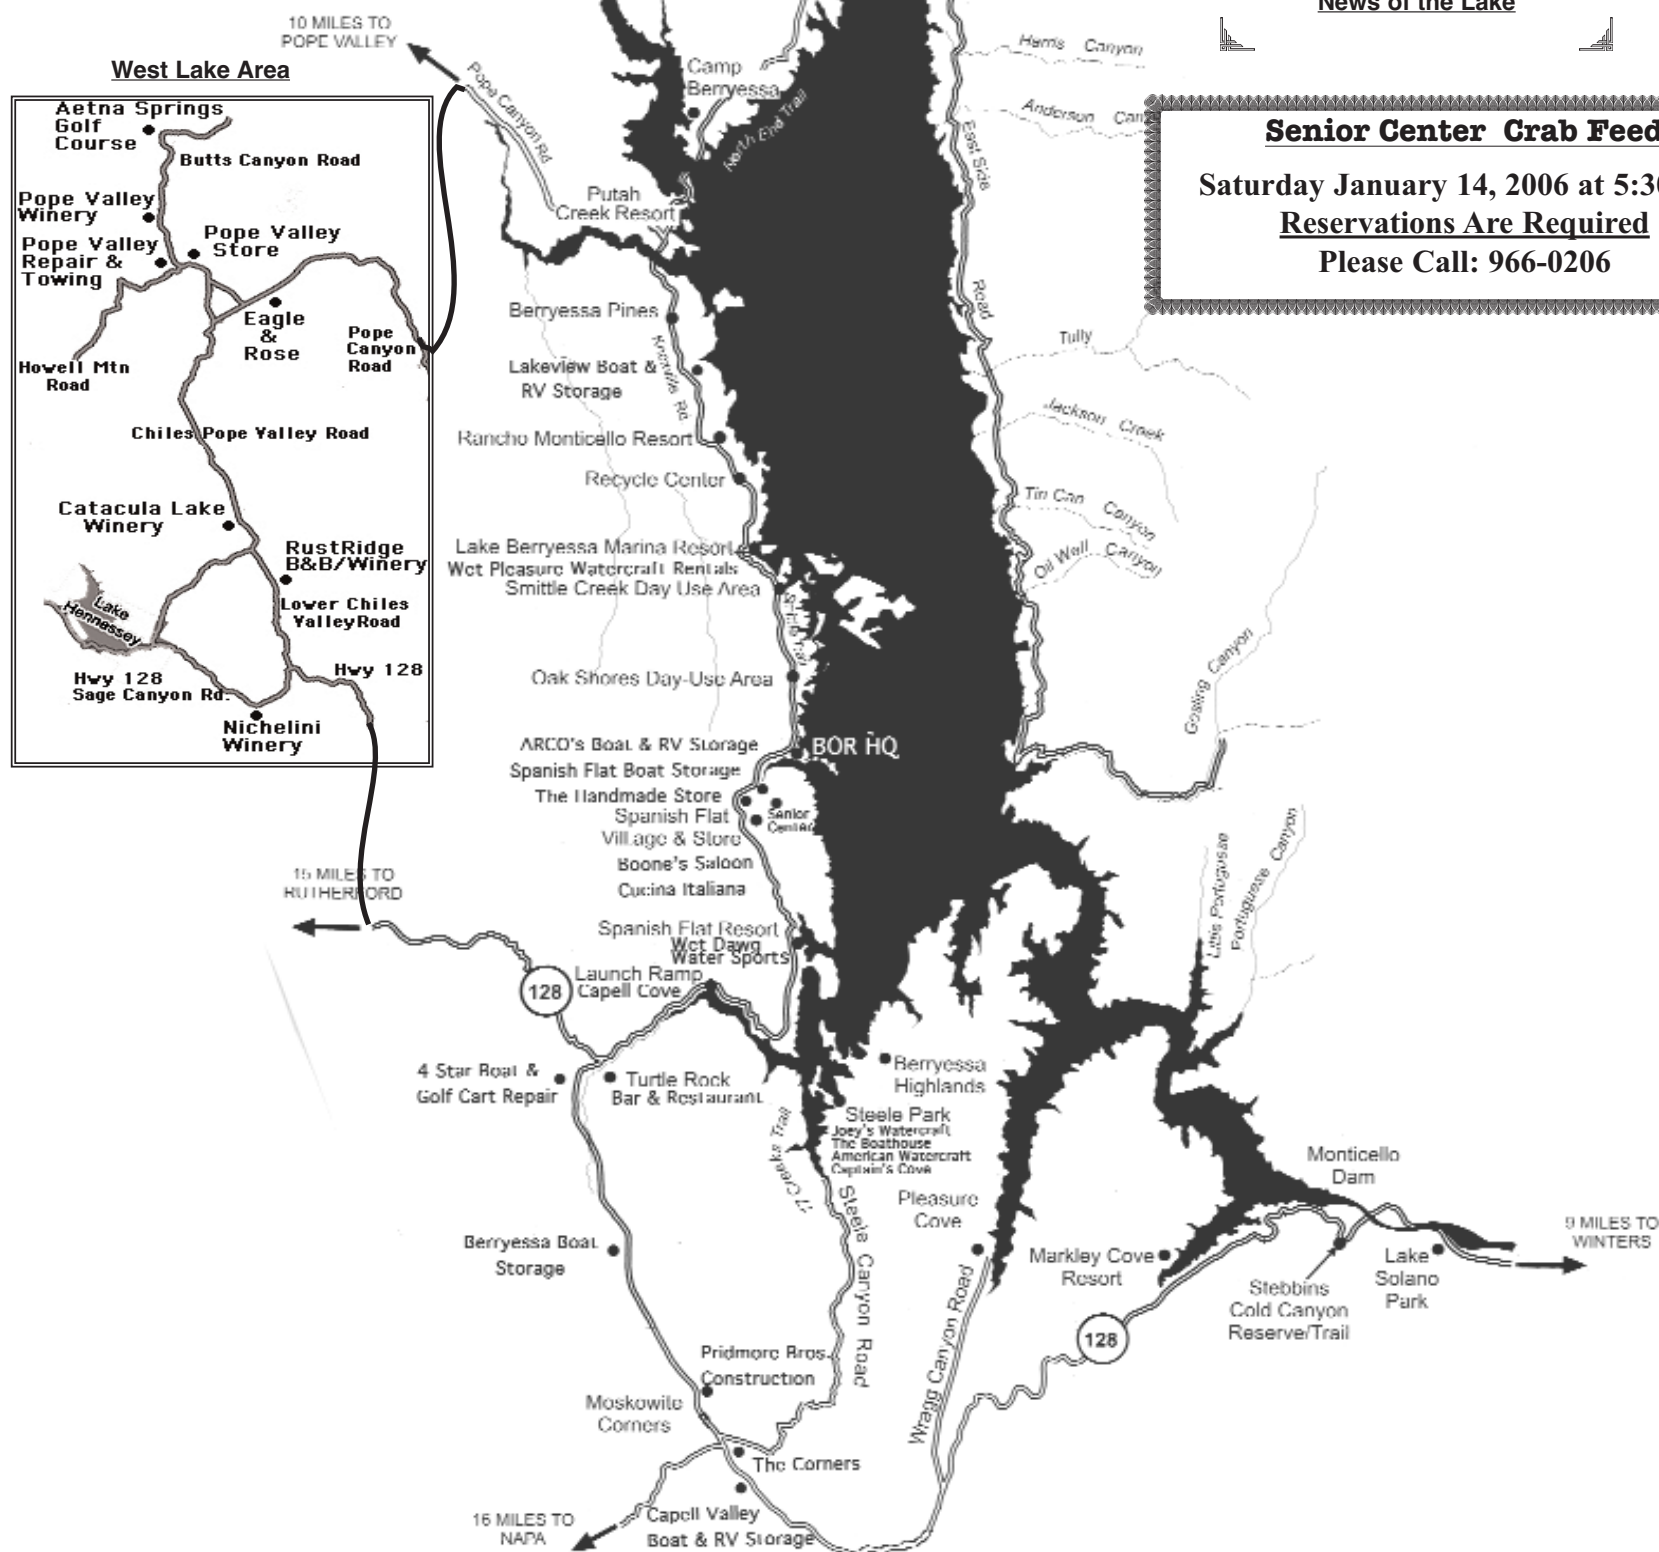 News of the Lake
10 MILES TO
POPE VALLEY
West Lake Area
Aetna Springs
Golf
Course
Butts Canyon Road
Pope Valley
Winery
Pope Valley
Store
Pope Valley
Repair &
Towing
Eagle
&
Rose
Pope
Canyon
Road
Howell Mtn
Road
Chiles Pope Valley Road
Catacula Lake
Winery
RustRidge
B&B/Winery
Lower Chiles
Valley Road
Lake
Hennessey
Hwy 128
Hwy 128
Sage Canyon Rd.
Nichelini
Winery
Pope Canyon Rd
Camp
Berryessa
North End Trail
Putah
Creek Resort
Berryessa Pines
Knoxville Rd
Lakeview Boat &
RV Storage
Rancho Monticello Resort
Recycle Center
Lake Berryessa Marina Resort
Wet Pleasure Watercraft Rentals
Smittle Creek Day Use Area
Oak Shores Day-Use Area
BOR HQ
ARCO's Boat & RV Storage
Spanish Flat Boat Storage
The Handmade Store
Senior
Center
Spanish Flat
Village & Store
Boone's Saloon
Cucina Italiana
Spanish Flat Resort
Wet Dawg
Water Sports
Launch Ramp
Capell Cove
15 MILES TO
RUTHERFORD
128
4 Star Boat &
Golf Cart Repair
Turtle Rock
Bar & Restaurant
Berryessa
Highlands
Steele Park
Joey's Watercraft
The Boathouse
American Watercraft
Captain's Cove
Creeks Trail
Steele Canyon Road
Pleasure
Cove
Berryessa Boat
Storage
Pridmore Bros.
Construction
Moskowite
Corners
The Corners
Capell Valley
Boat & RV Storage
16 MILES TO
NAPA
Wragg Canyon Road
Markley Cove
Resort
128
Monticello
Dam
Stebbins
Cold Canyon
Reserve/Trail
Lake
Solano
Park
9 MILES TO
WINTERS
Harris Canyon
Anderson
East Side
Road
Tully
Jackson Creek
Tin Can Canyon
Oil Well Canyon
Gosling Canyon
Portuguese Canyon
Senior Center Crab Feed
Saturday January 14, 2006 at 5:3
Reservations Are Required
Please Call: 966-0206